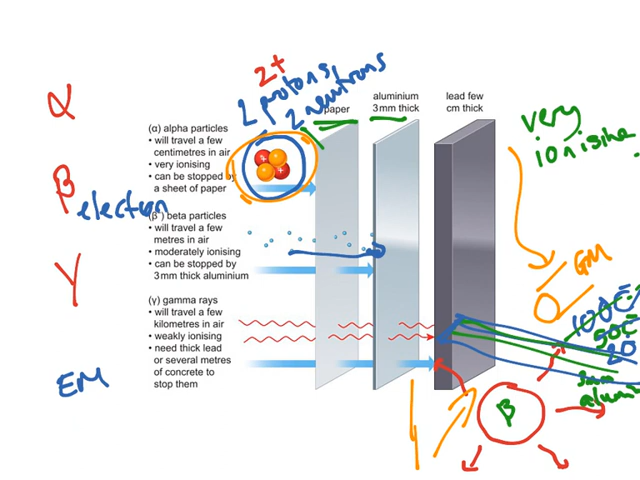 2+
2 protons
2 neutrons
paper
aluminium
3mm thick
lead few
cm thick
very
ionising
α
(α) alpha particles
• will travel a few
centimetres in air
• very ionising
• can be stopped by
a sheet of paper
β
electron
(β⁻) beta particles
• will travel a few
metres in air
• moderately ionising
• can be stopped by
3mm thick aluminium
GM
γ
(γ) gamma rays
• will travel a few
kilometres in air
• weakly ionising
• need thick lead
or several metres
of concrete to
stop them
100
50
20
3mm
EM
β